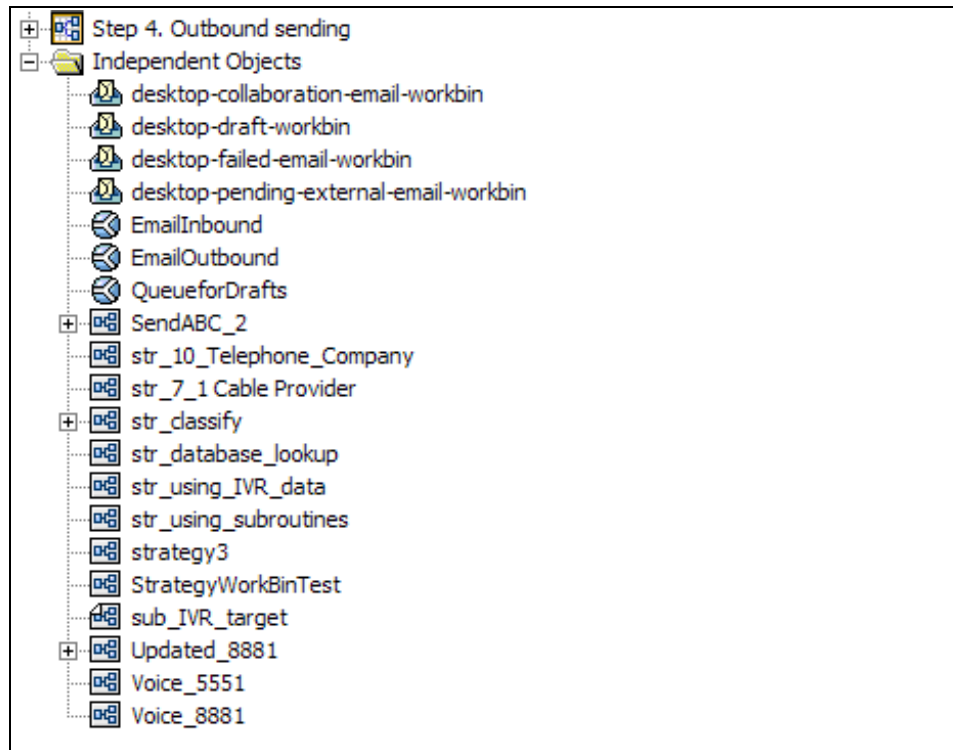 Step 4. Outbound sending
Independent Objects
desktop-collaboration-email-workbin
desktop-draft-workbin
desktop-failed-email-workbin
desktop-pending-external-email-workbin
EmailInbound
EmailOutbound
QueueforDrafts
SendABC_2
str_10_Telephone_Company
str_7_1 Cable Provider
str_classify
str_database_lookup
str_using_IVR_data
str_using_subroutines
strategy3
StrategyWorkBinTest
sub_IVR_target
Updated_8881
Voice_5551
Voice_8881